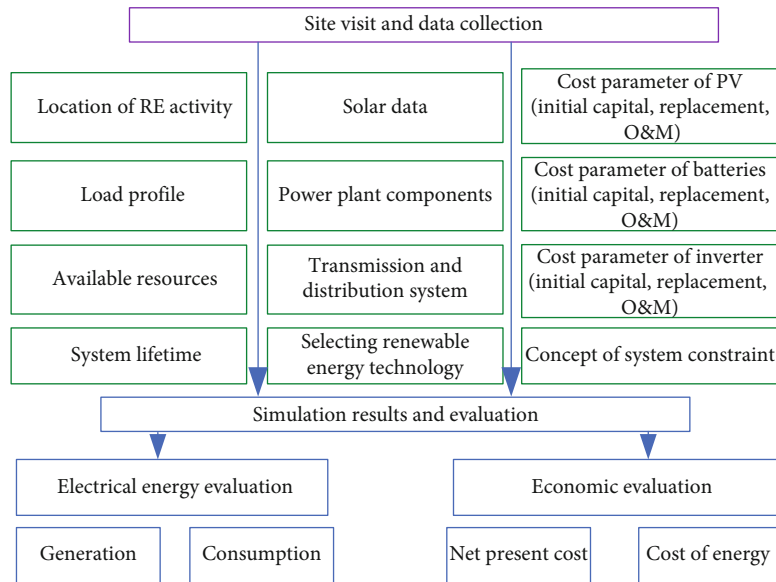 Site visit and data collection
Location of RE activity
Solar data
Cost parameter of PV
(initial capital, replacement,
O&M)
Load profile
Power plant components
Cost parameter of batteries
(initial capital, replacement,
O&M)
Available resources
Transmission and
distribution system
Cost parameter of inverter
(initial capital, replacement,
O&M)
System lifetime
Selecting renewable
energy technology
Concept of system constraint
Simulation results and evaluation
Electrical energy evaluation
Economic evaluation
Generation
Consumption
Net present cost
Cost of energy